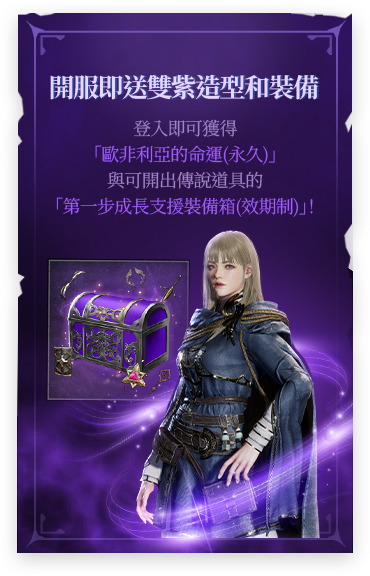 開服即送雙紫造型和裝備
登入即可獲得
「歐非利亞的命運(永久)」
與可開出傳說道具的
「第一步成長支援裝備箱(效期制)」!